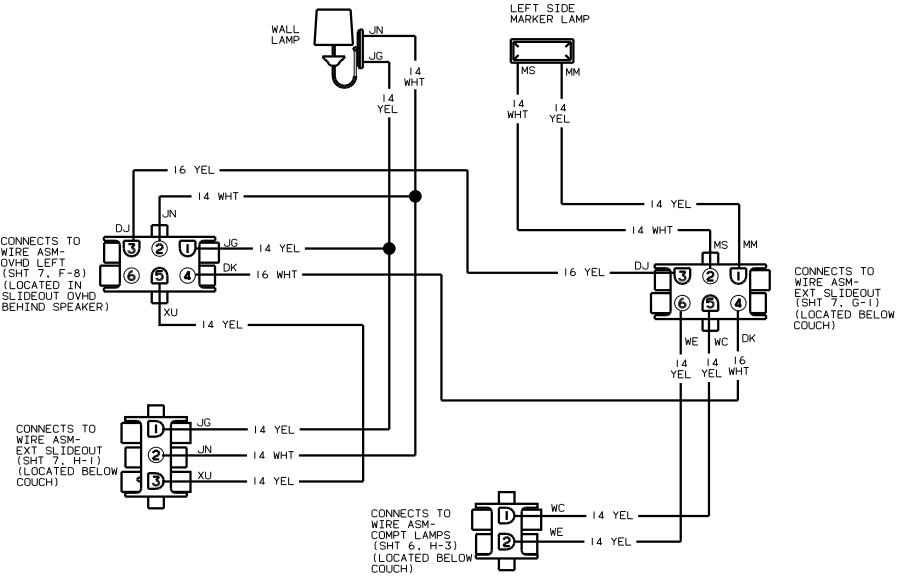 LEFT SIDE
MARKER LAMP
WALL
LAMP
JN
JG
14
WHT
14
YEL
MS
MM
14
WHT
14
YEL
16 YEL
14 WHT
JN
DJ
CONNECTS TO
WIRE ASM-
OVHD LEFT
(SHT 7, F-8)
(LOCATED IN
SLIDEOUT OVHD
BEHIND SPEAKER)
3
2
1
6
5
4
JG
14 YEL
DK
16 WHT
XU
14 YEL
14 YEL
14 WHT
MS
MM
DJ
16 YEL
3
2
1
6
5
4
CONNECTS TO
WIRE ASM-
EXT SLIDEOUT
(SHT 7, G-1)
(LOCATED BELOW
COUCH)
WE
WC
DK
14
YEL
14
YEL
16
WHT
CONNECTS TO
WIRE ASM-
EXT SLIDEOUT
(SHT 7, H-1)
(LOCATED BELOW
COUCH)
1
2
3
JG
14 YEL
JN
14 WHT
XU
14 YEL
CONNECTS TO
WIRE ASM-
COMPT LAMPS
(SHT 6, H-3)
(LOCATED BELOW
COUCH)
1
2
WC
14 YEL
WE
14 YEL